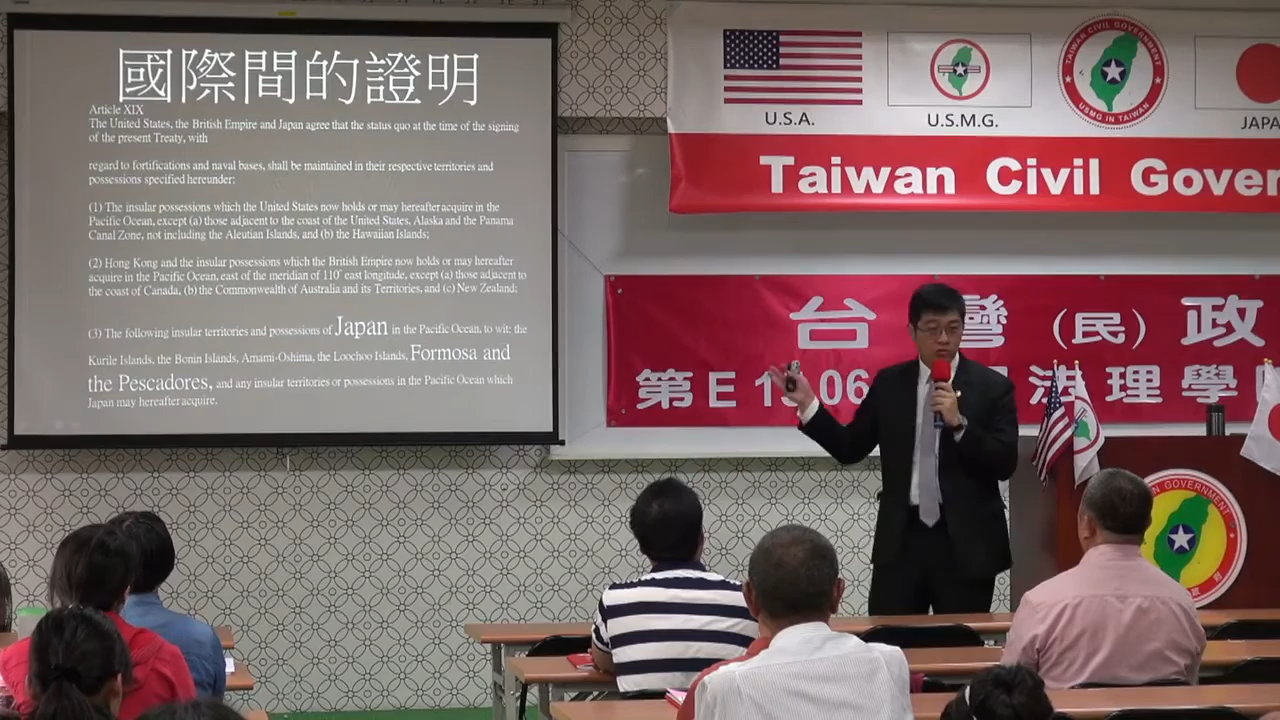 國際間的證明
Article XIX
The United States, the British Empire and Japan agree that the status quo at the time of the signing
of the present Treaty, with
regard to fortifications and naval bases, shall be maintained in their respective territories and
possessions specified hereunder:
(1) The insular possessions which the United States now holds or may hereafter acquire in the
Pacific Ocean, except (a) those adjacent to the coast of the United States, Alaska and the Panama
Canal Zone, not including the Aleutian Islands, and (b) the Hawaiian Islands;
(2) Hong Kong and the insular possessions which the British Empire now holds or may hereafter
acquire in the Pacific Ocean, east of the meridian of 110° east longitude, except (a) those adjacent to
the coast of Canada, (b) the Commonwealth of Australia and its Territories, and (c) New Zealand;
(3) The following insular territories and possessions of Japan in the Pacific Ocean, to wit: the
Kurile Islands, the Bonin Islands, Amami-Oshima, the Loochoo Islands, Formosa and
the Pescadores, and any insular territories or possessions in the Pacific Ocean which
Japan may hereafter acquire.
U.S.A.
U.S.M.G.
TAIWAN CIVIL GOVERNMENT
USMG IN TAIWAN
JAPA
Taiwan Civil Gover
台灣(民)政
第E 1 06 法理學
GOVERNMENT